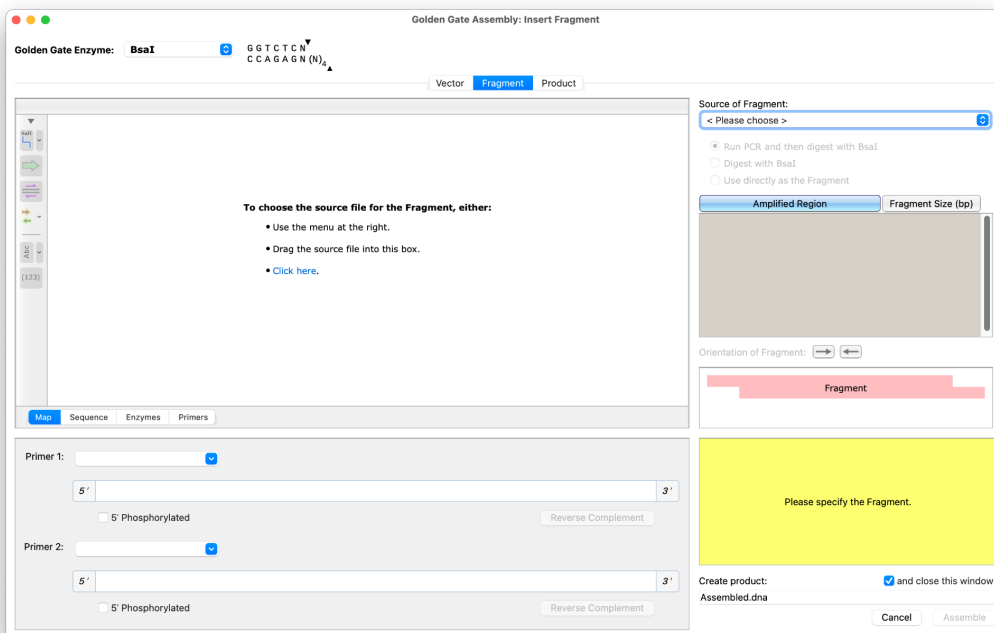 Golden Gate Assembly: Insert Fragment
Golden Gate Enzyme: BsaI
G G T C T C N
C C A G A G N (N)4
Vector Fragment Product
Source of Fragment:
< Please choose >
Run PCR and then digest with BsaI
Digest with BsaI
Use directly as the Fragment
Amplified Region Fragment Size (bp)
To choose the source file for the Fragment, either:
• Use the menu at the right.
• Drag the source file into this box.
• Click here.
Abc
(123)
Orientation of Fragment:
Fragment
Map Sequence Enzymes Primers
Primer 1:
5' 3'
5' Phosphorylated Reverse Complement
Primer 2:
5' 3'
5' Phosphorylated Reverse Complement
Please specify the Fragment.
Create product: and close this window
Assembled.dna
Cancel Assemble